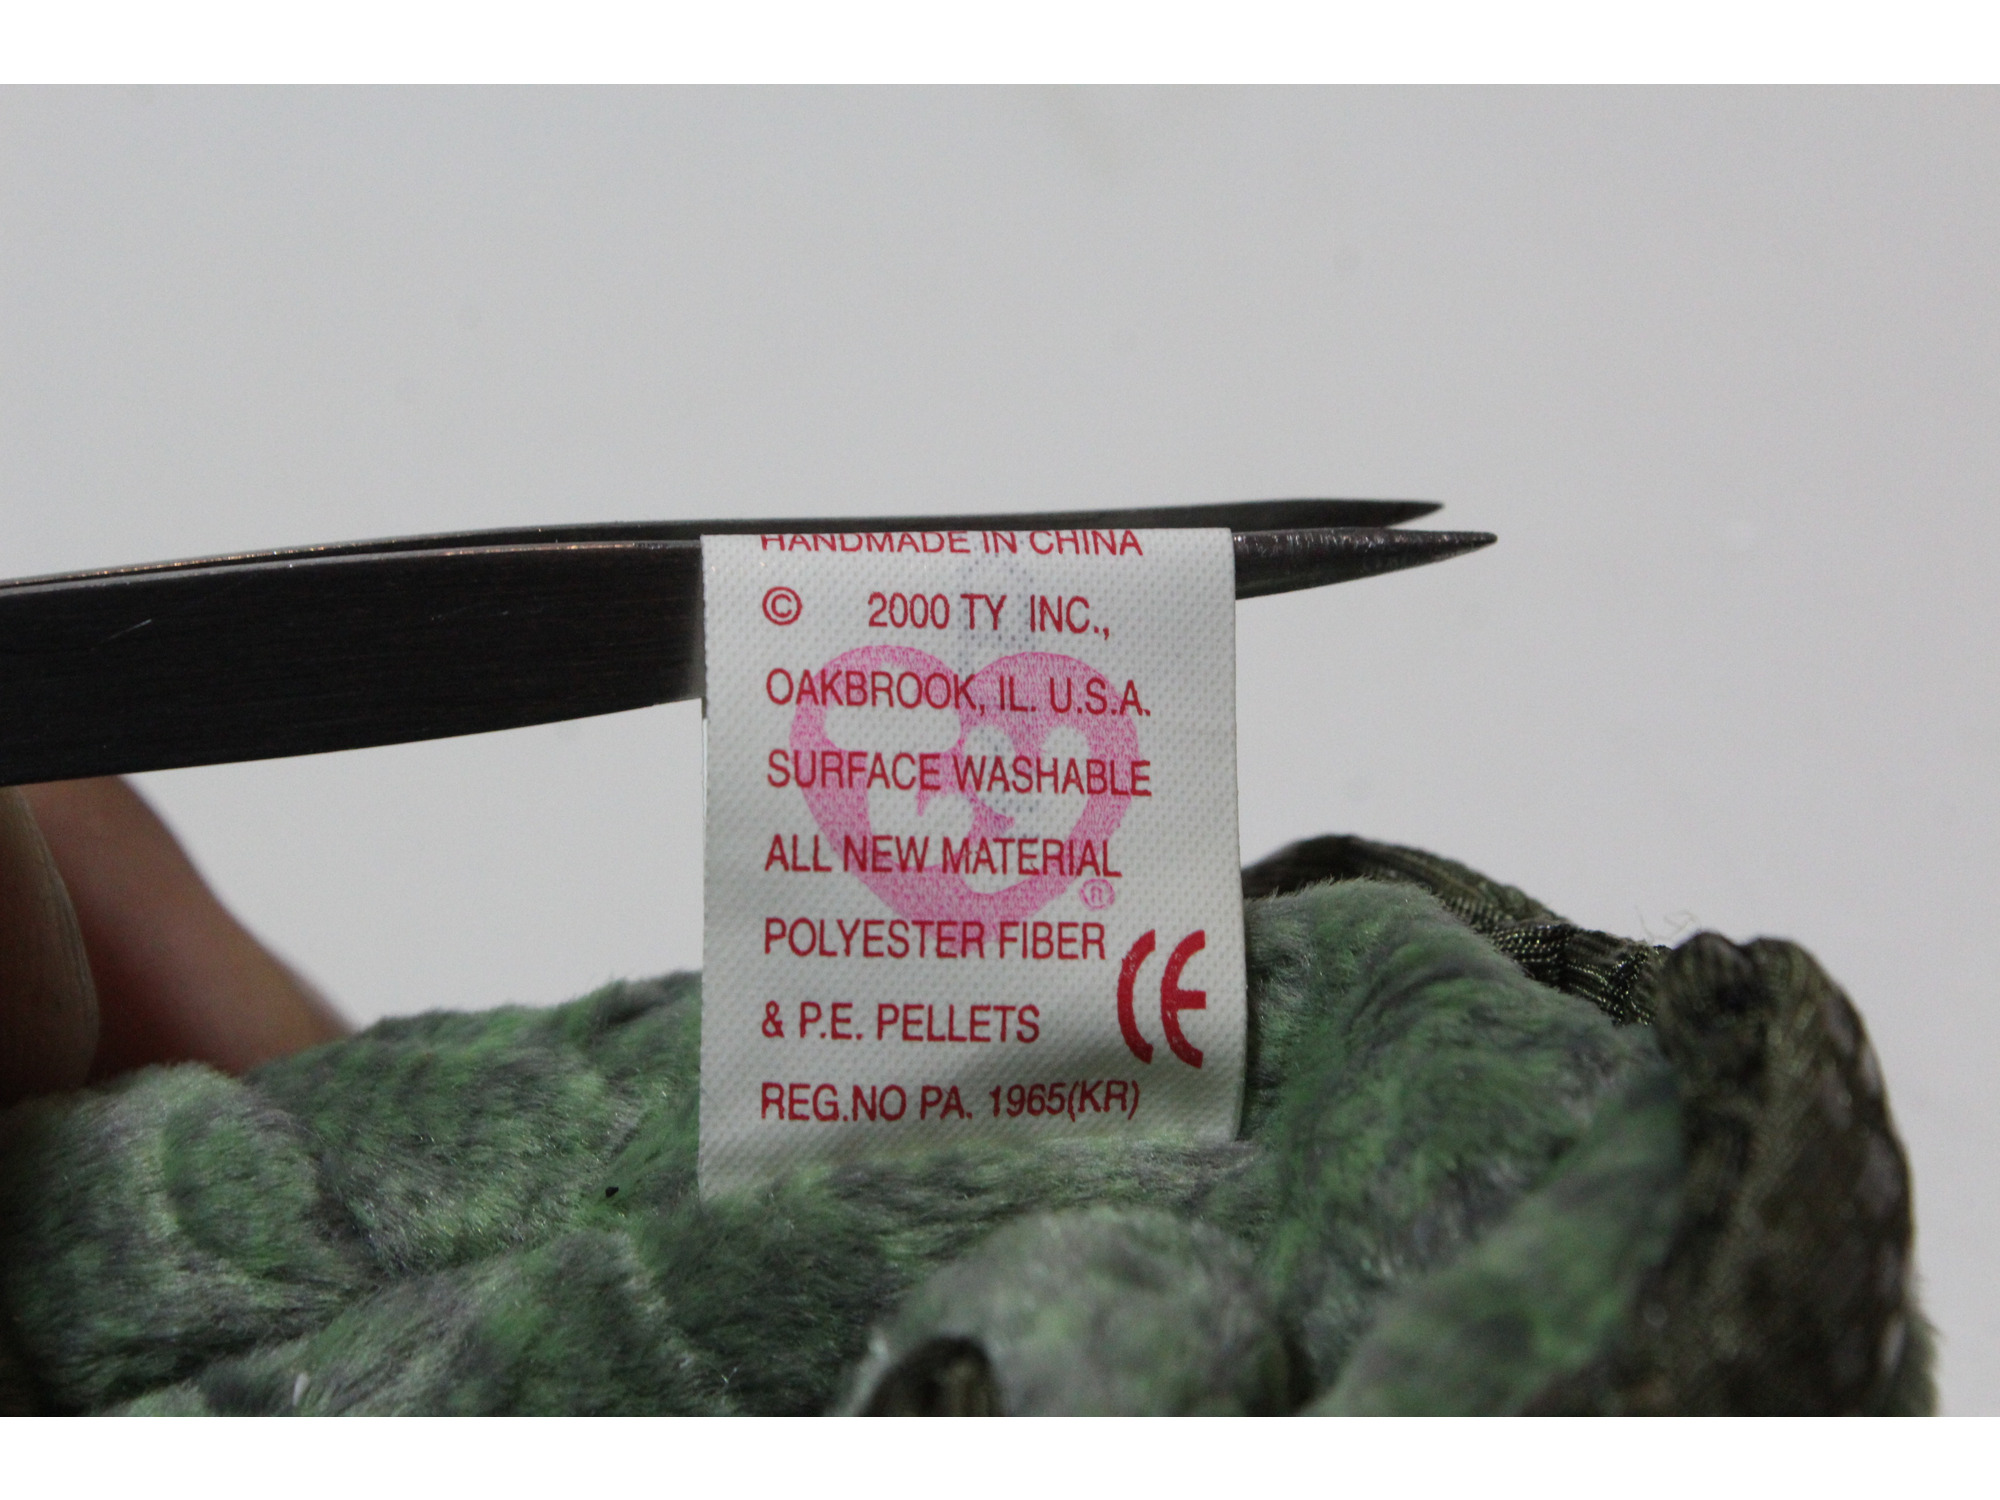 HANDMADE IN CHINA
© 2000 TY INC.,
OAKBROOK, IL. U.S.A.
SURFACE WASHABLE
ALL NEW MATERIAL
®
POLYESTER FIBER
& P.E. PELLETS CE
REG.NO PA. 1965(KR)